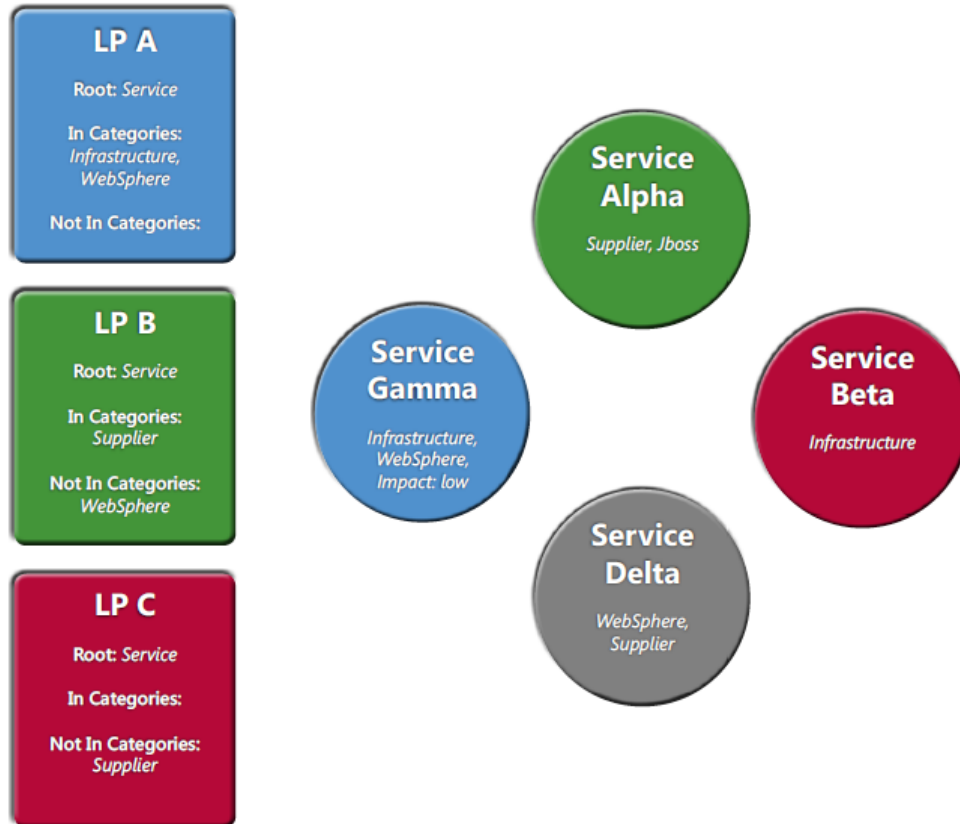 LP A
Root: Service
In Categories:
Infrastructure,
WebSphere
Not In Categories:
LP B
Root: Service
In Categories:
Supplier
Not In Categories:
WebSphere
LP C
Root: Service
In Categories:
Not In Categories:
Supplier
Service
Alpha
Supplier, Jboss
Service
Gamma
Infrastructure,
WebSphere,
Impact: low
Service
Beta
Infrastructure
Service
Delta
WebSphere,
Supplier